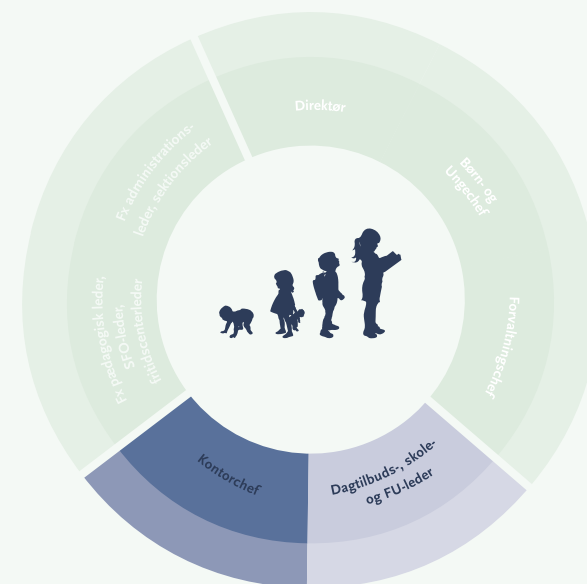 Direktør
Børn- og
Ungechef
Forvaltningschef
Dagtilbuds-, skole-
og FU-leder
Kontorchef
Fx pædagogisk leder,
SFO-leder,
fritidscenterleder
Fx administrations-
leder, sektionsleder